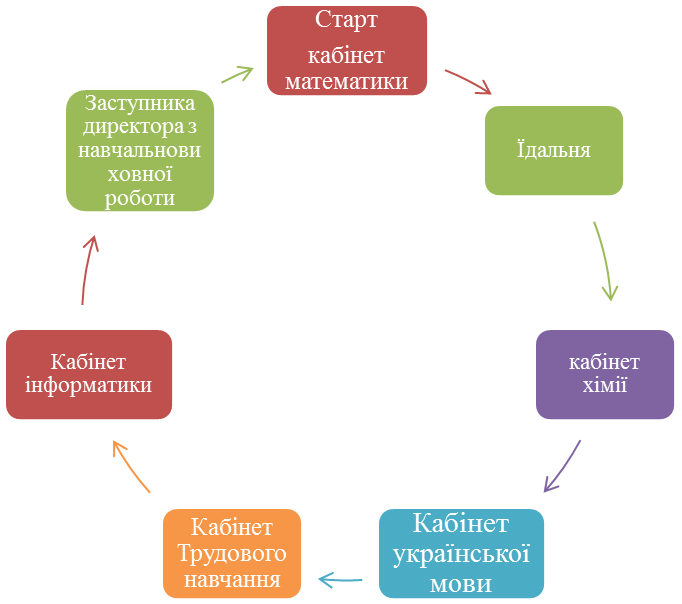 Старт
кабінет
математики
Їдальня
кабінет
хімії
Кабінет
української
мови
Кабінет
Трудового
навчання
Кабінет
інформатики
Заступника
директора з
навчальнови
ховної
роботи